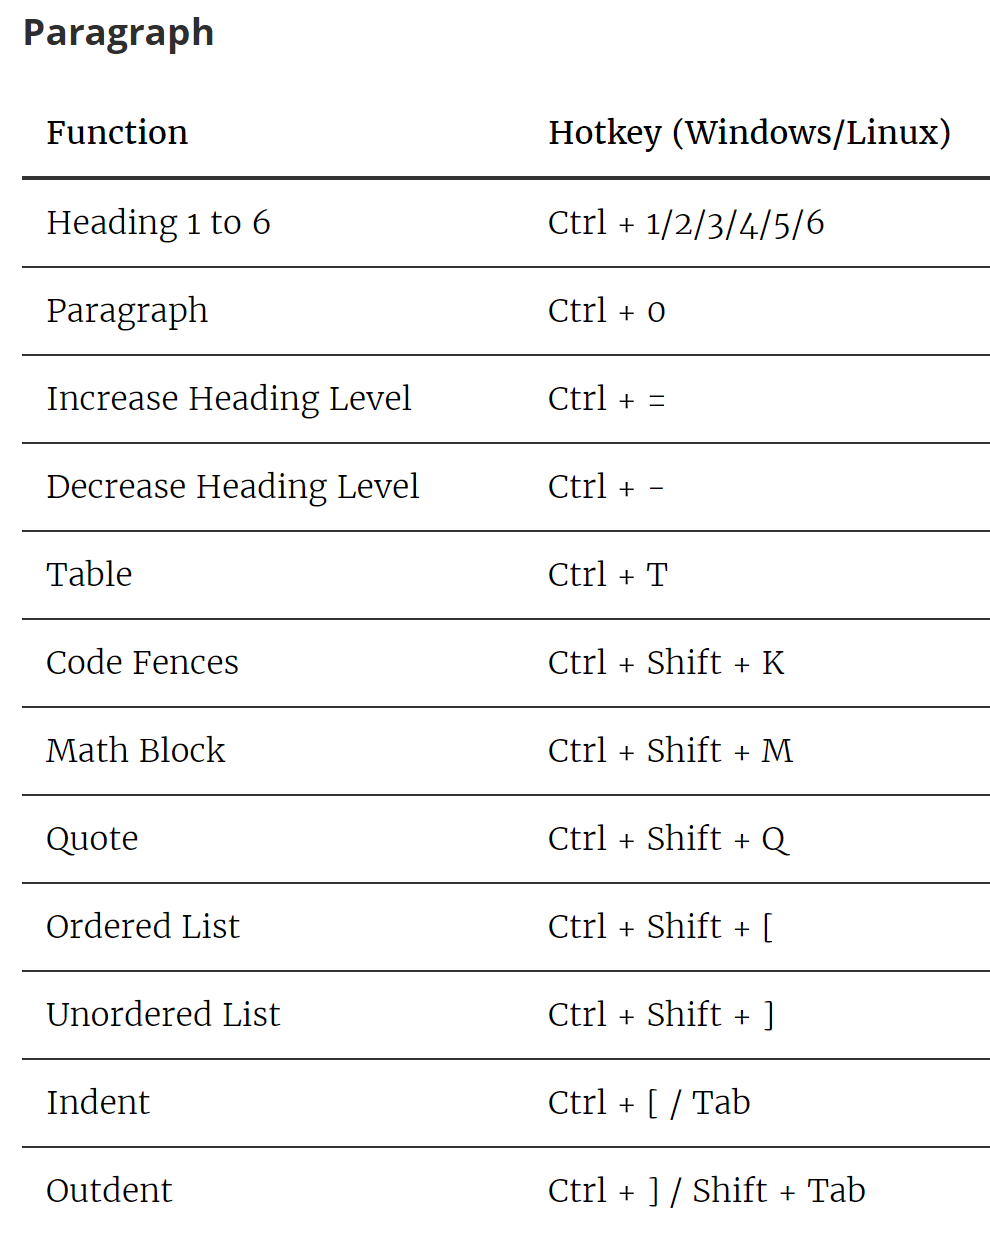 Paragraph
Function Hotkey (Windows/Linux)
Heading 1 to 6 Ctrl + 1/2/3/4/5/6
Paragraph Ctrl + 0
Increase Heading Level Ctrl + =
Decrease Heading Level Ctrl + -
Table Ctrl + T
Code Fences Ctrl + Shift + K
Math Block Ctrl + Shift + M
Quote Ctrl + Shift + Q
Ordered List Ctrl + Shift + [
Unordered List Ctrl + Shift + ]
Indent Ctrl + [ / Tab
Outdent Ctrl + ] / Shift + Tab